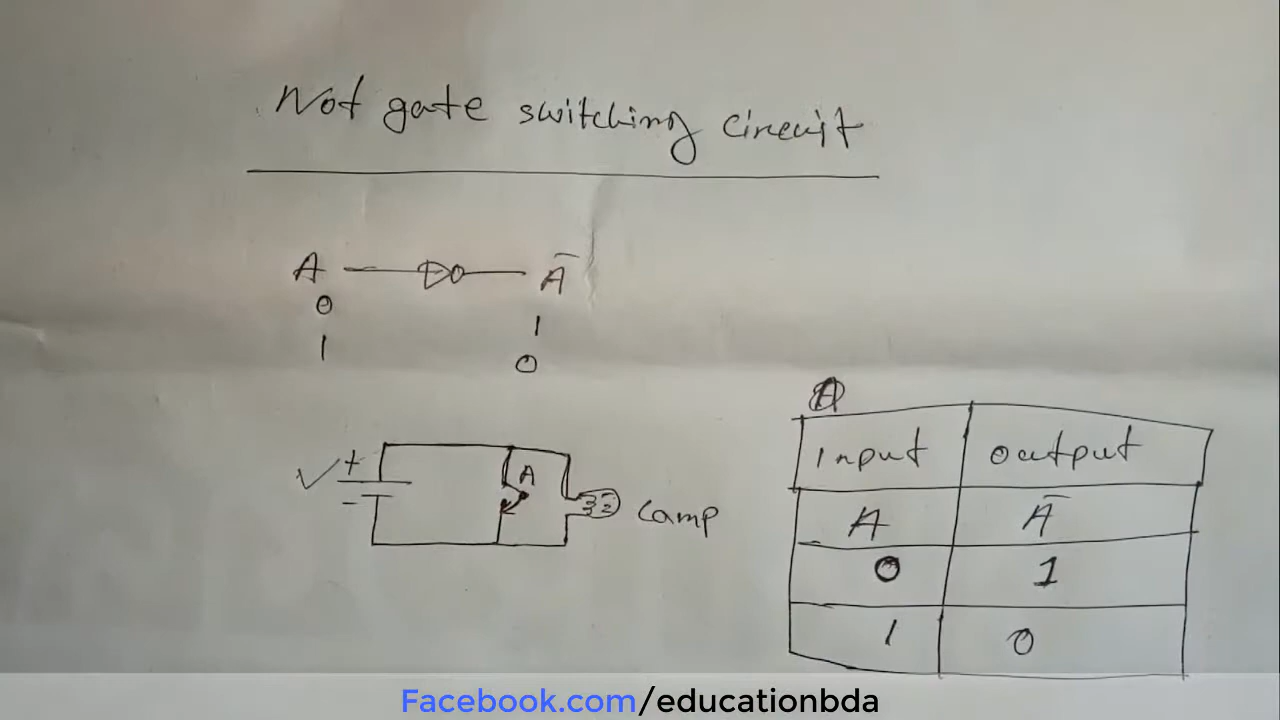 Not gate switching circuit
A Ā
0
1
1
0
V + A
- Lamp
Input Output
A Ā
0 1
1 0
Facebook.com/educationbda